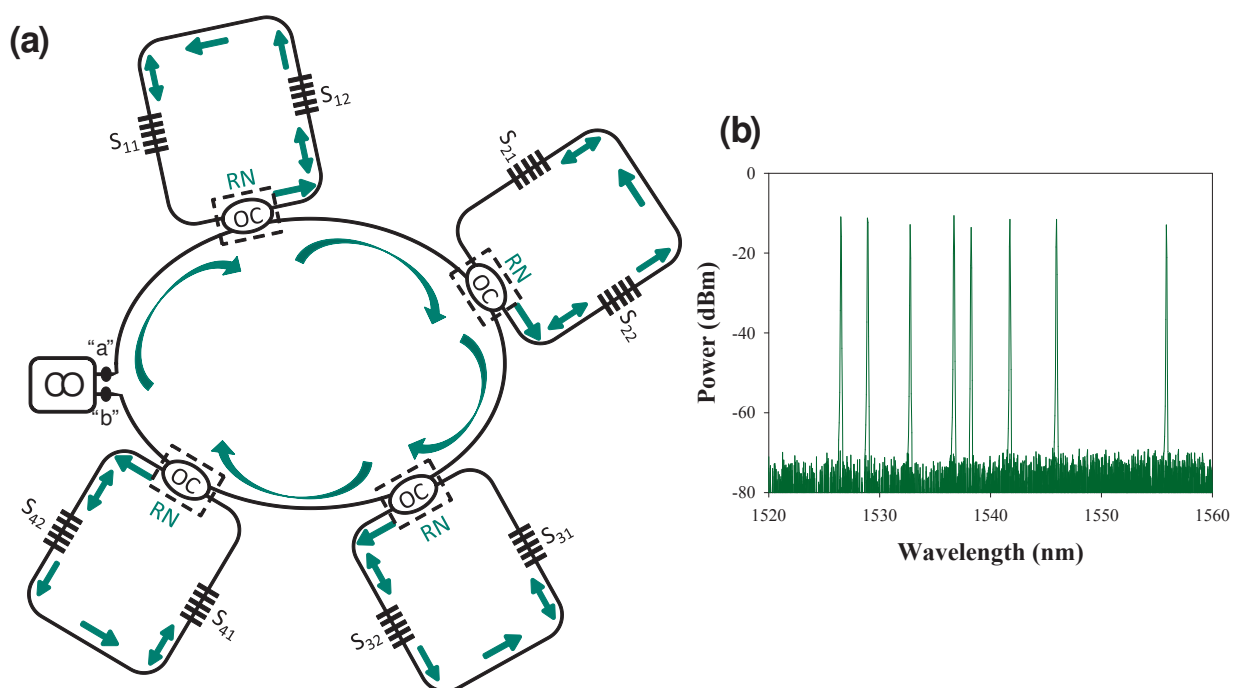 (a)
S₁₁
S₁₂
RN
OC
S₂₁
S₂₂
RN
OC
"a"
CO
"b"
OC
RN
S₄₂
S₄₁
OC
RN
S₃₁
S₃₂
(b)
Power (dBm)
0
-20
-40
-60
-80
1520
1530
1540
1550
1560
Wavelength (nm)